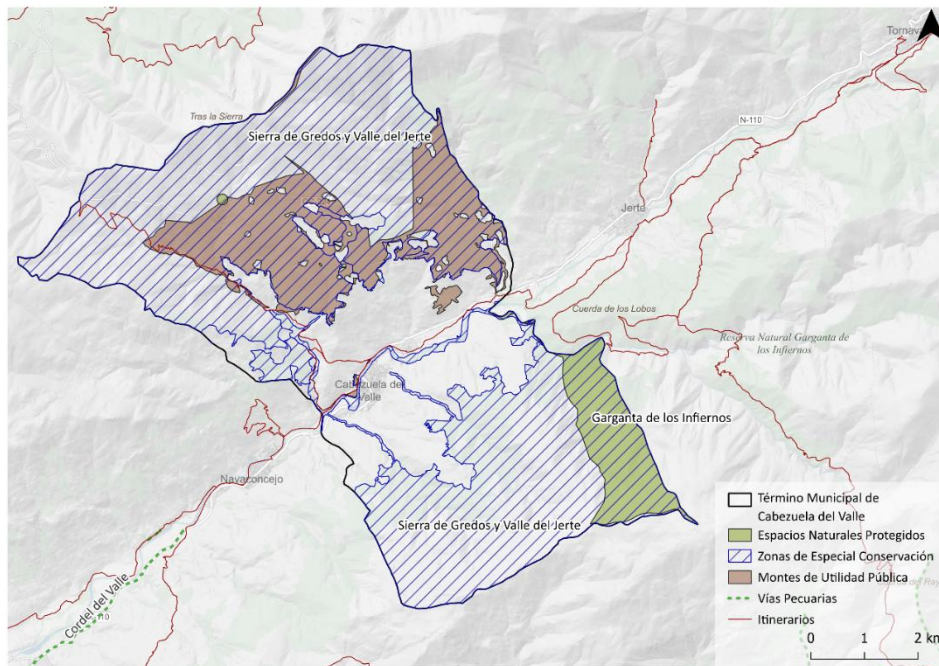 Tornava
N-110
Tras la Sierra
Sierra de Gredos y Valle del Jerte
Jerte
Cuerda de los Lobos
Reserva Natural Garganta de
los Infiernos
Cabezuela del
Valle
Garganta de los Infiernos
Navaconcejo
Sierra de Gredos y Valle del Jerte
Cordel del Valle
110
Término Municipal de
Cabezuela del Valle
Espacios Naturales Protegidos
Zonas de Especial Conservación
Montes de Utilidad Pública
Vías Pecuarias
Itinerarios
0 1 2 km